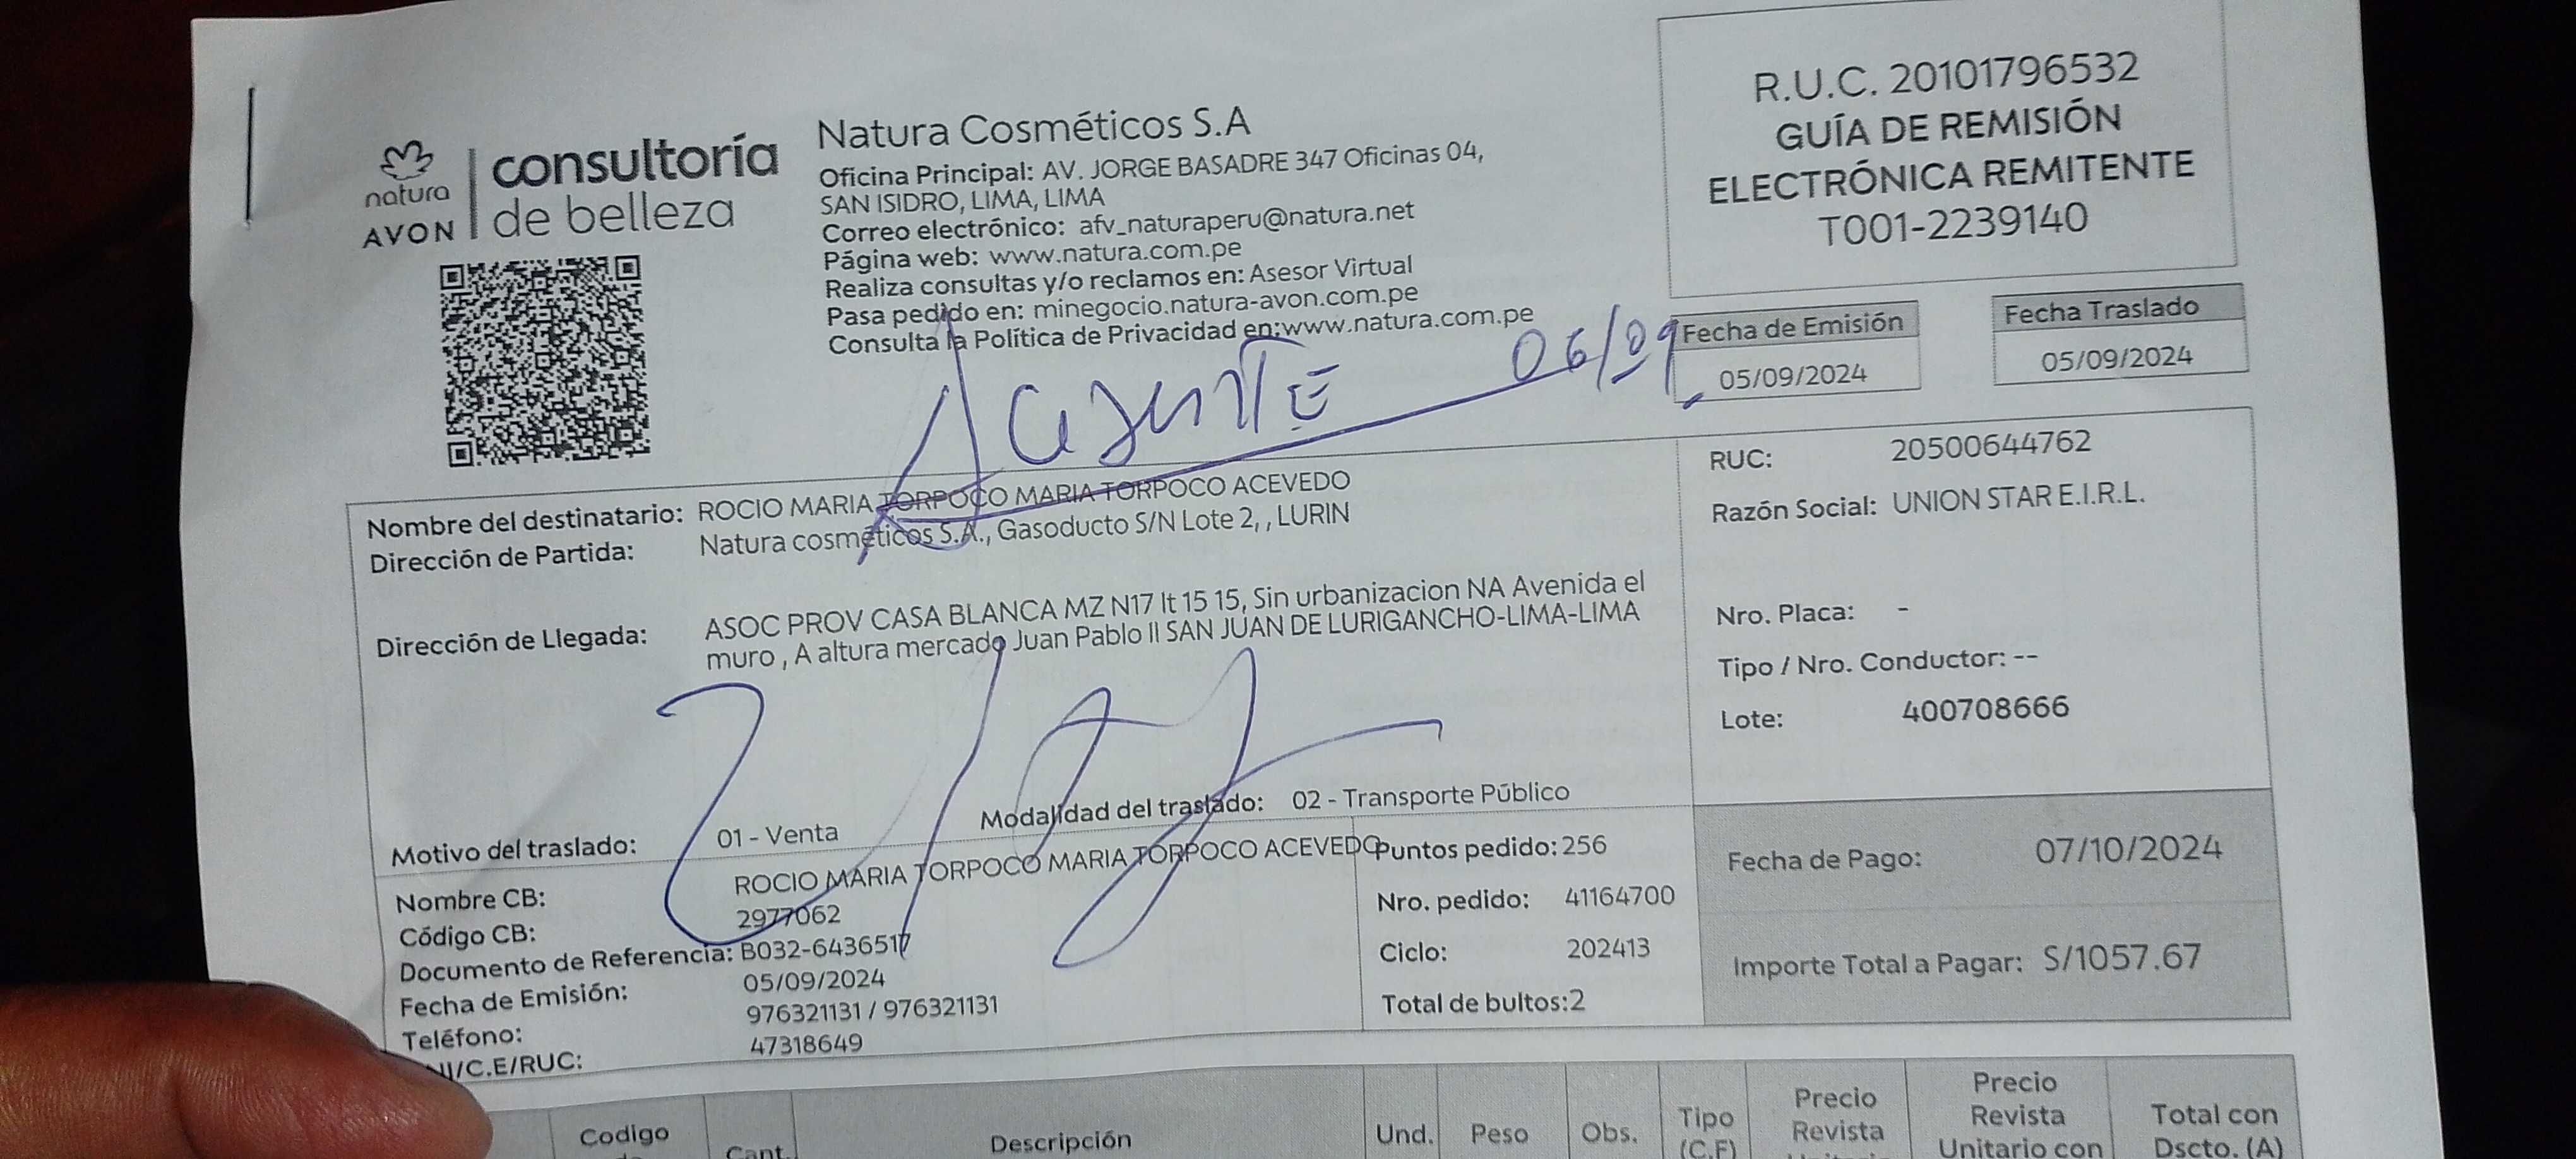 natura
AVON
consultoría
de belleza
Natura Cosméticos S.A
Oficina Principal: AV. JORGE BASADRE 347 Oficinas 04,
SAN ISIDRO, LIMA, LIMA
Correo electrónico: afv_naturaperu@natura.net
Página web: www.natura.com.pe
Realiza consultas y/o reclamos en: Asesor Virtual
Pasa pedido en: minegocio.natura-avon.com.pe
Consulta la Política de Privacidad en:www.natura.com.pe
R.U.C. 20101796532
GUÍA DE REMISIÓN
ELECTRÓNICA REMITENTE
T001-2239140
Fecha de Emisión
05/09/2024
Fecha Traslado
05/09/2024
06/09
Nombre del destinatario: ROCIO MARIA TORPOCO MARIA TORPOCO ACEVEDO
Dirección de Partida: Natura cosméticos S.A., Gasoducto S/N Lote 2, , LURIN
Dirección de Llegada: ASOC PROV CASA BLANCA MZ N17 lt 15 15, Sin urbanizacion NA Avenida el
muro , A altura mercado Juan Pablo II SAN JUAN DE LURIGANCHO-LIMA-LIMA
Motivo del traslado: 01 - Venta
Modalidad del traslado: 02 - Transporte Público
RUC: 20500644762
Razón Social: UNION STAR E.I.R.L.
Nro. Placa: -
Tipo / Nro. Conductor: --
Lote: 400708666
Nombre CB: ROCIO MARIA TORPOCO MARIA TORPOCO ACEVEDO
Código CB: 2977062
Documento de Referencia: B032-6436517
Fecha de Emisión: 05/09/2024
Teléfono: 976321131 / 976321131
/C.E/RUC: 47318649
Puntos pedido: 256
Nro. pedido: 41164700
Ciclo: 202413
Total de bultos:2
Fecha de Pago: 07/10/2024
Importe Total a Pagar: S/1057.67
Codigo
Cant.
Descripción
Und.
Peso
Obs.
Tipo
(C.F)
Precio
Revista
Precio
Revista
Unitario con
Total con
Dscto. (A)